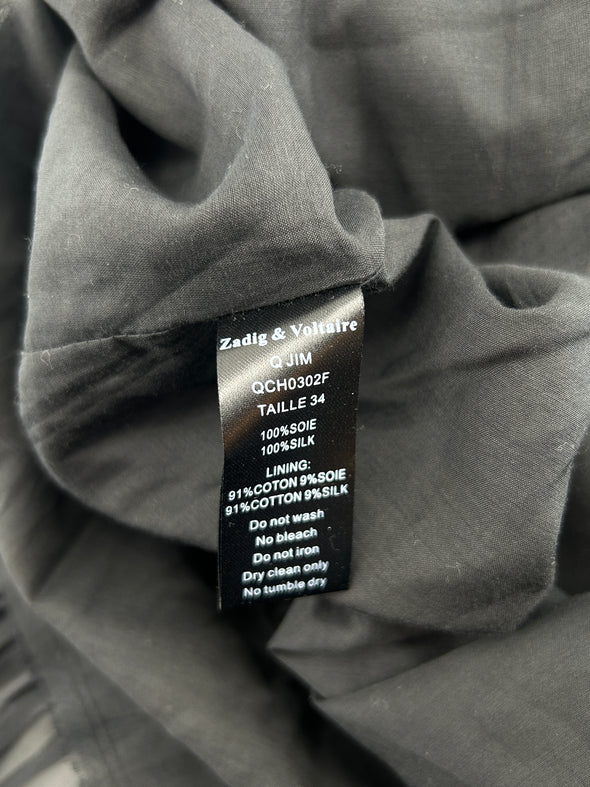 Zadig & Voltaire
Q JIM
QCH0302F
TAILLE 34
100%SOIE
100%SILK
LINING:
91%COTON 9%SOIE
91%COTTON 9%SILK
Do not wash
No bleach
Do not iron
Dry clean only
No tumble dry